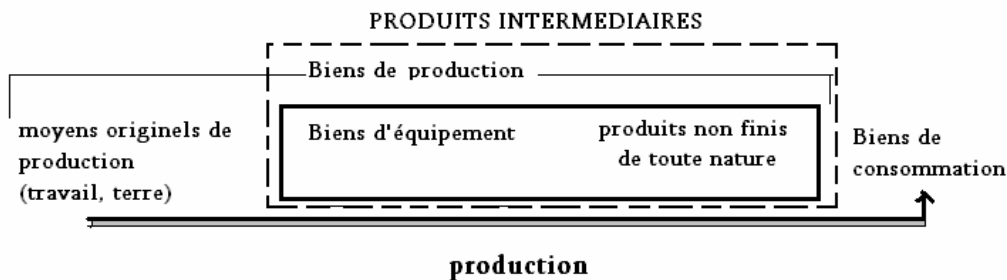 PRODUITS INTERMEDIAIRES
Biens de production
moyens originels de
production
(travail, terre)
Biens d'équipement
produits non finis
de toute nature
Biens de
consommation
production